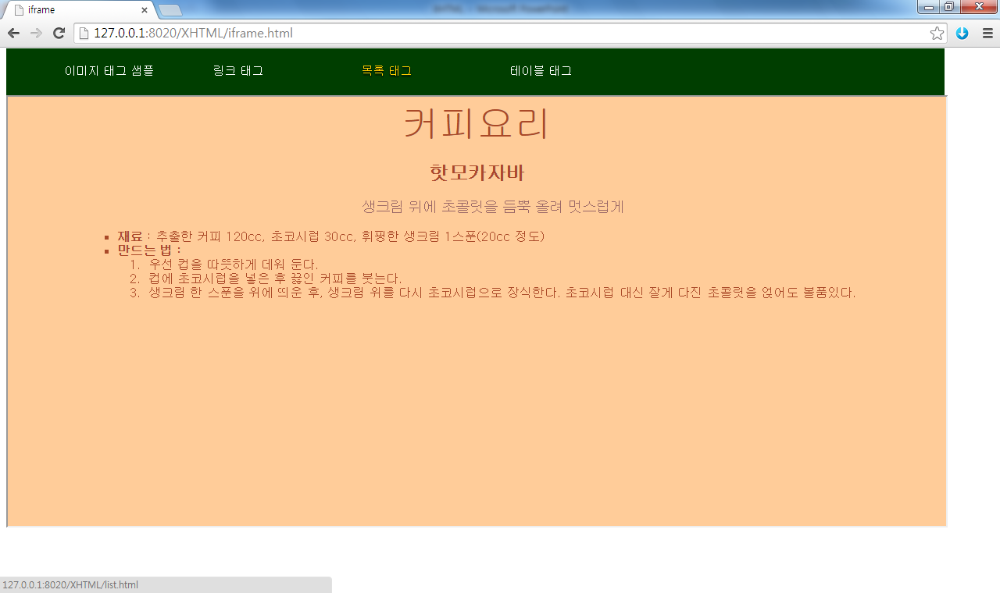 iframe
127.0.0.1:8020/XHTML/iframe.html
이미지 태그 샘플 링크 태그 목록 태그 테이블 태그
커피요리
핫모카자바
생크림 위에 초콜릿을 듬뿍 올려 멋스럽게
▪ 재료 : 추출한 커피 120cc, 초코시럽 30cc, 휘핑한 생크림 1스푼(20cc 정도)
▪ 만드는 법 :
1. 우선 컵을 따뜻하게 데워 둔다.
2. 컵에 초코시럽을 넣은 후 끓인 커피를 붓는다.
3. 생크림 한 스푼을 위에 띄운 후, 생크림 위를 다시 초코시럽으로 장식한다. 초코시럽 대신 잘게 다진 초콜릿을 얹어도 볼품있다.
127.0.0.1:8020/XHTML/list.html